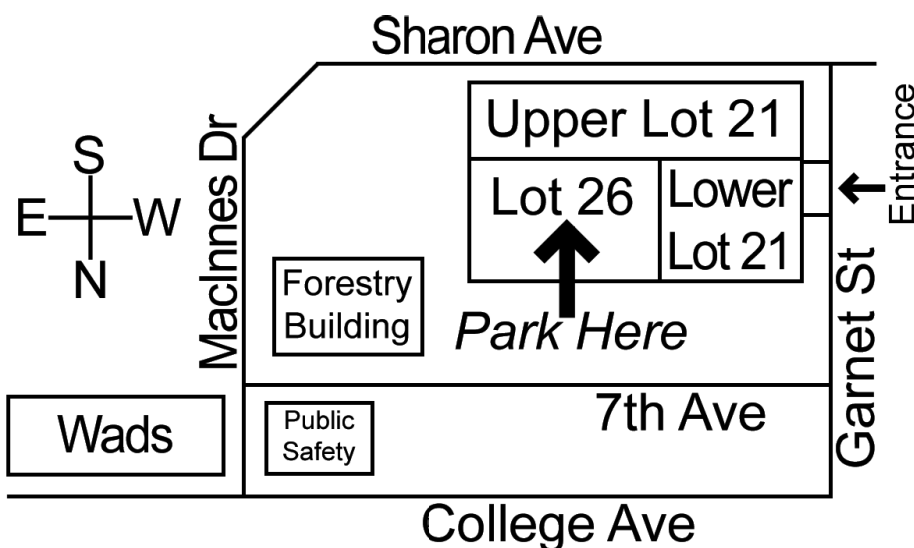 Sharon Ave
Entrance
Upper Lot 21
MacInnes Dr
S
E W
N
Lot 26
Lower
Lot 21
Forestry
Building
Park Here
Garnet St
7th Ave
Wads
Public
Safety
College Ave